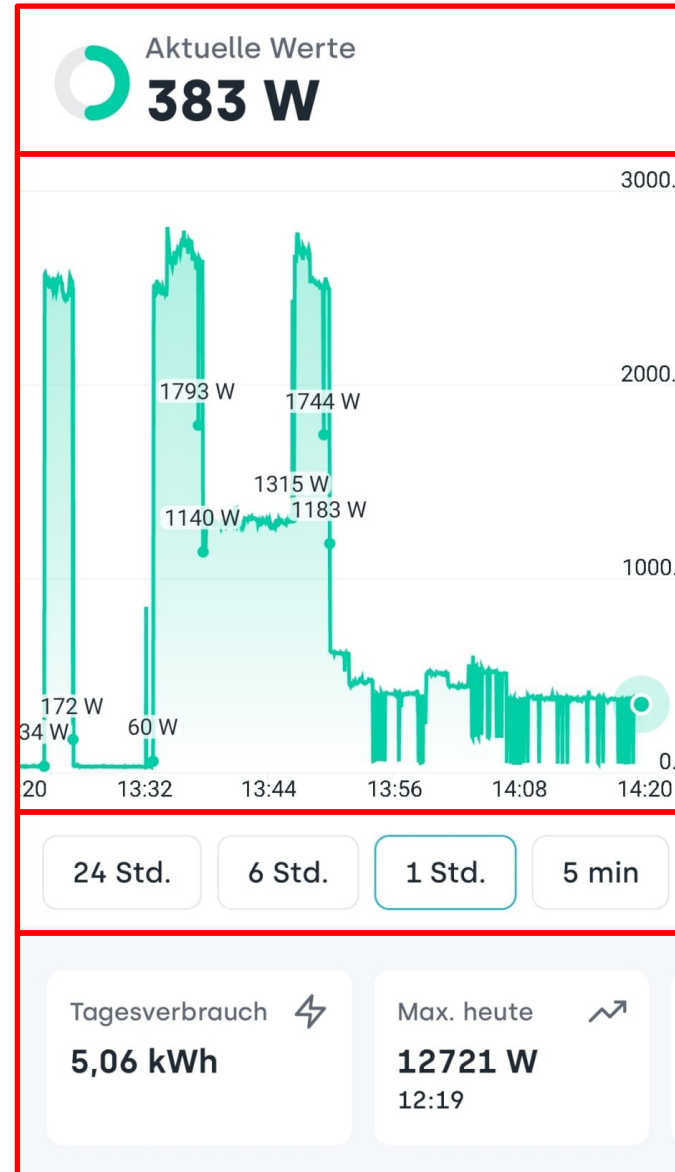 Aktuelle Werte
383 W
3000.
2000.
1793 W
1744 W
1315 W
1183 W
1140 W
1000.
172 W
34 W
60 W
0.
20 13:32 13:44 13:56 14:08 14:20
24 Std. 6 Std. 1 Std. 5 min
Tagesverbrauch
5,06 kWh
Max. heute
12721 W
12:19